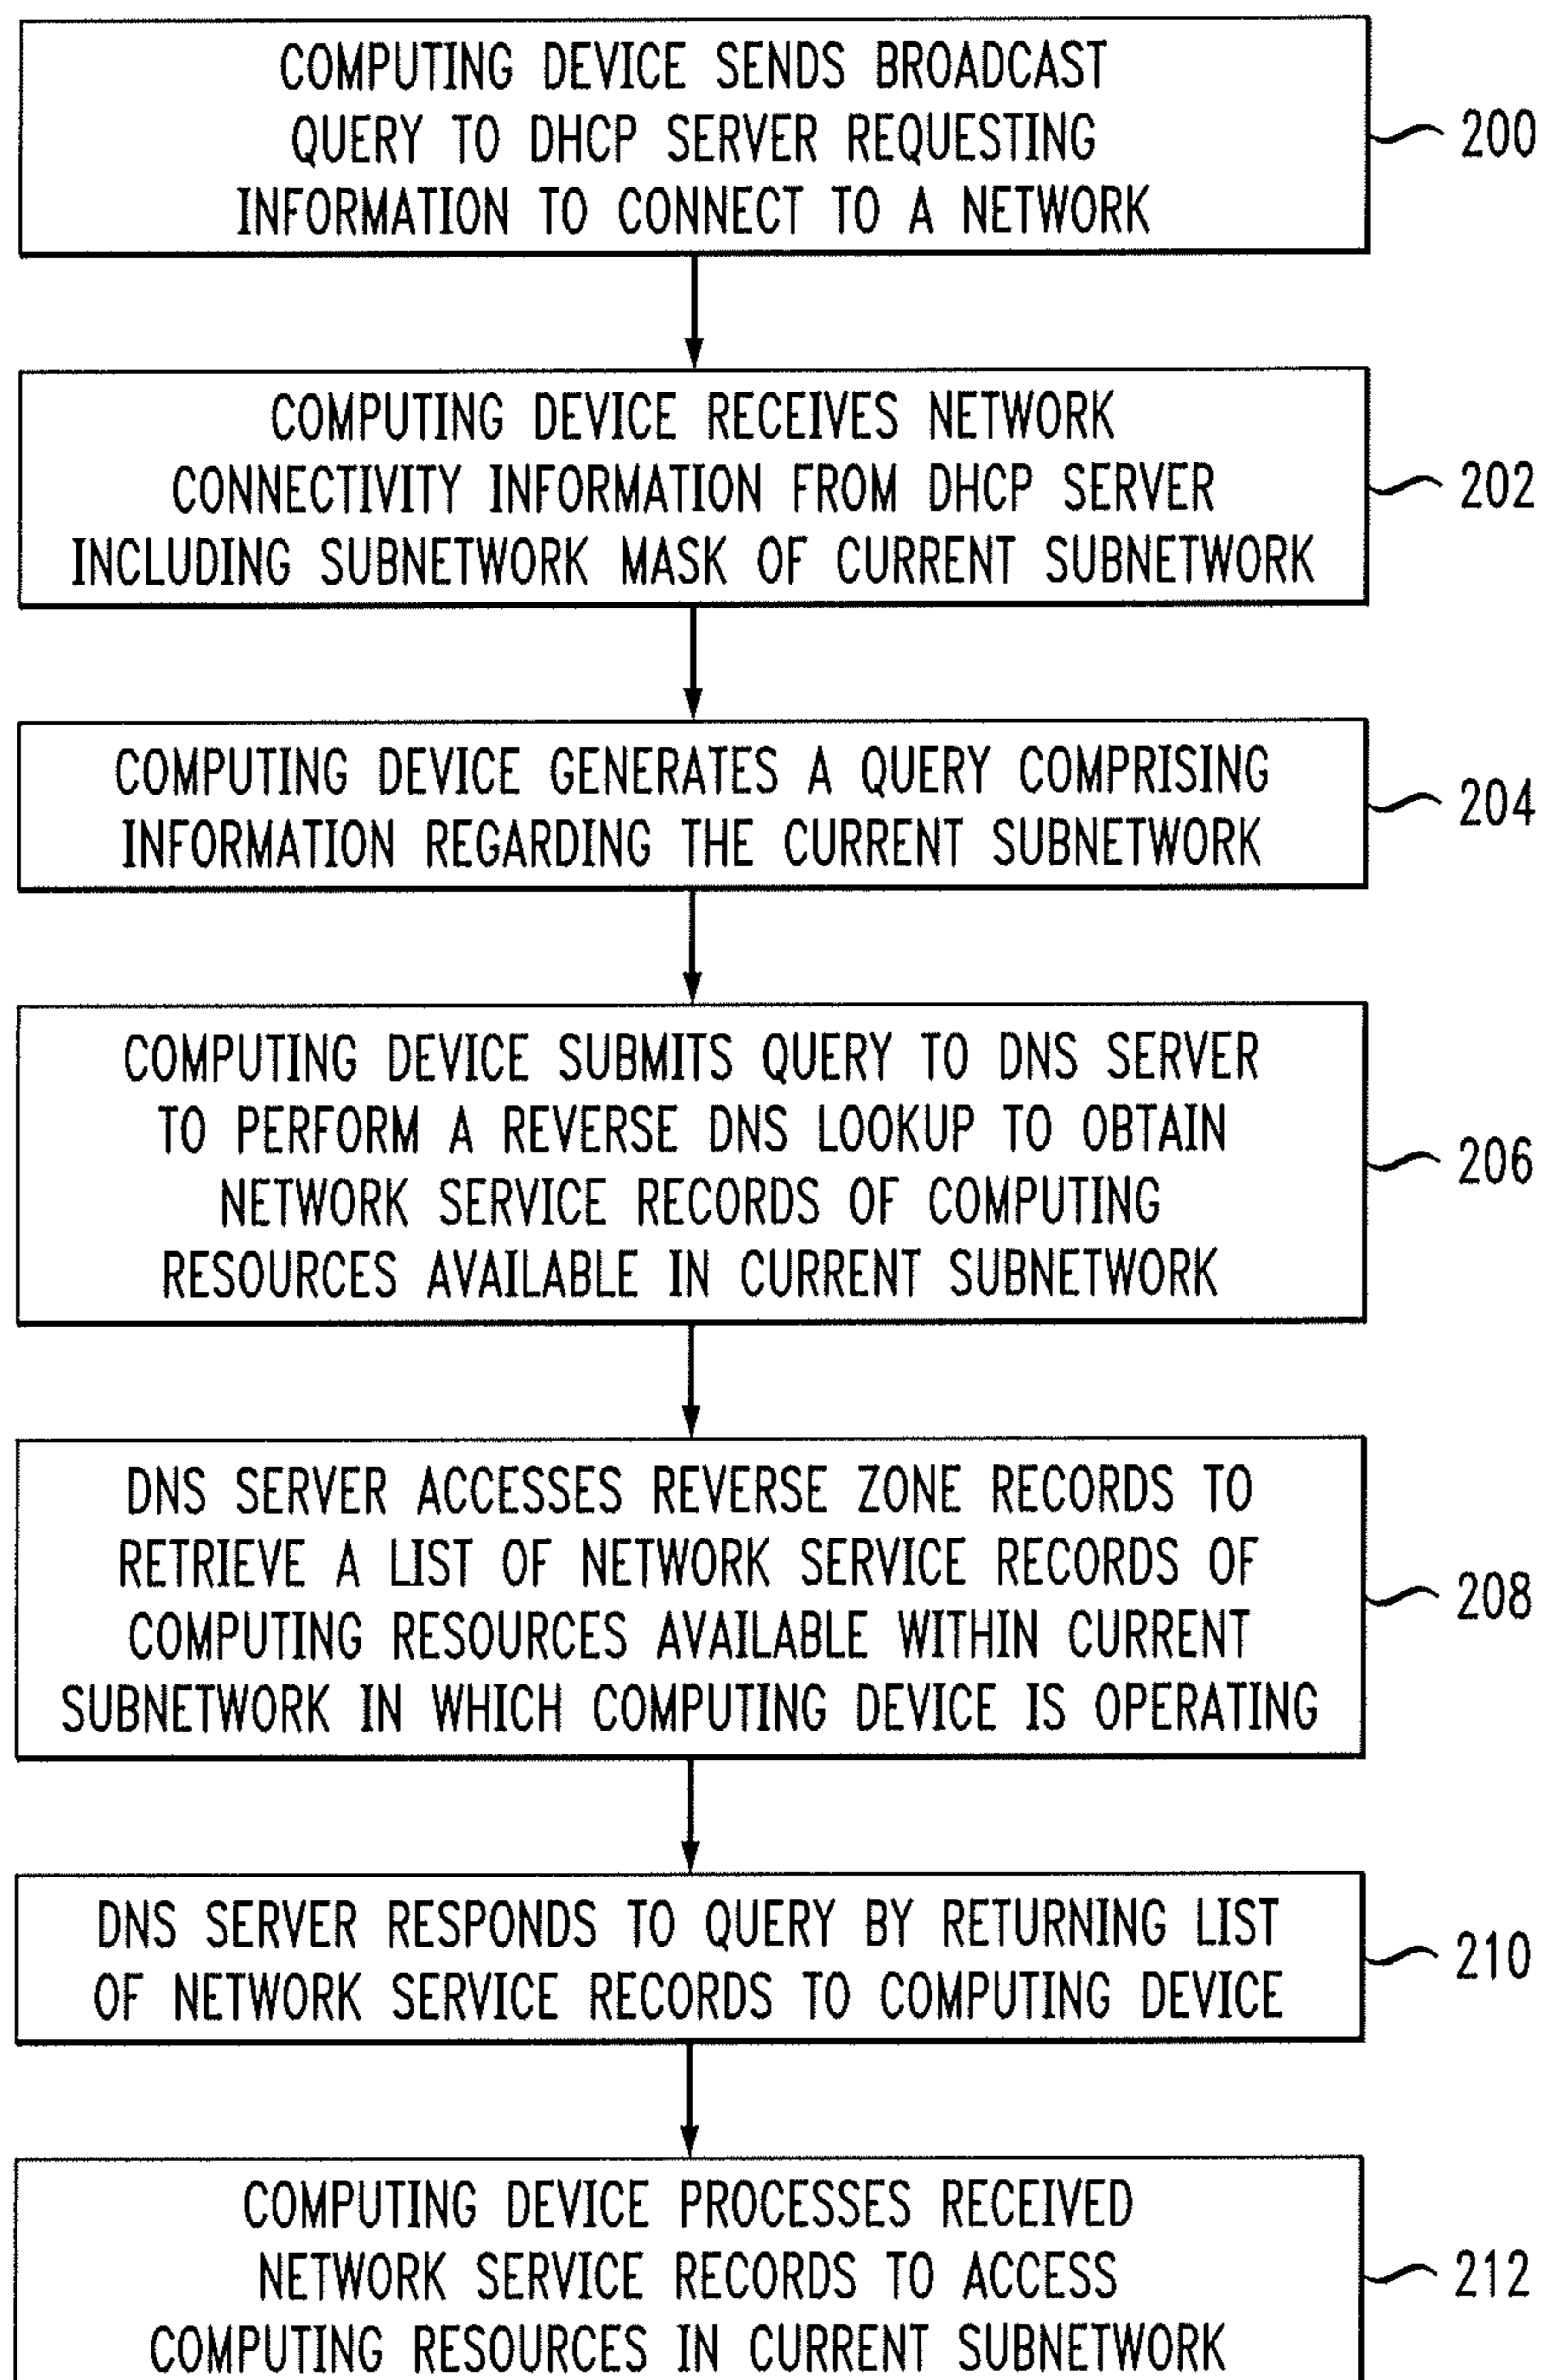 COMPUTING DEVICE SENDS BROADCAST
QUERY TO DHCP SERVER REQUESTING
INFORMATION TO CONNECT TO A NETWORK
200
COMPUTING DEVICE RECEIVES NETWORK
CONNECTIVITY INFORMATION FROM DHCP SERVER
INCLUDING SUBNETWORK MASK OF CURRENT SUBNETWORK
202
COMPUTING DEVICE GENERATES A QUERY COMPRISING
INFORMATION REGARDING THE CURRENT SUBNETWORK
204
COMPUTING DEVICE SUBMITS QUERY TO DNS SERVER
TO PERFORM A REVERSE DNS LOOKUP TO OBTAIN
NETWORK SERVICE RECORDS OF COMPUTING
RESOURCES AVAILABLE IN CURRENT SUBNETWORK
206
DNS SERVER ACCESSES REVERSE ZONE RECORDS TO
RETRIEVE A LIST OF NETWORK SERVICE RECORDS OF
COMPUTING RESOURCES AVAILABLE WITHIN CURRENT
SUBNETWORK IN WHICH COMPUTING DEVICE IS OPERATING
208
DNS SERVER RESPONDS TO QUERY BY RETURNING LIST
OF NETWORK SERVICE RECORDS TO COMPUTING DEVICE
210
COMPUTING DEVICE PROCESSES RECEIVED
NETWORK SERVICE RECORDS TO ACCESS
COMPUTING RESOURCES IN CURRENT SUBNETWORK
212